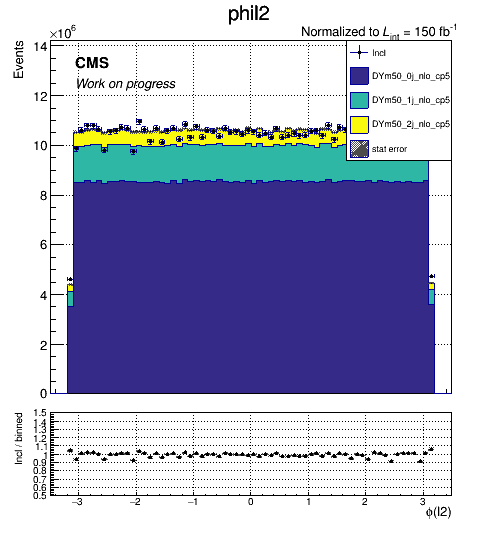 phil2
Normalized to L_int = 150 fb⁻¹
×10⁶
Events
14
12
10
8
6
4
2
0
CMS
Work on progress
Incl
DYm50_0j_nlo_cp5
DYm50_1j_nlo_cp5
DYm50_2j_nlo_cp5
stat error
Incl / binned
1.5
1.4
1.3
1.2
1.1
1
0.9
0.8
0.7
0.6
0.5
−3 −2 −1 0 1 2 3
ϕ(l2)